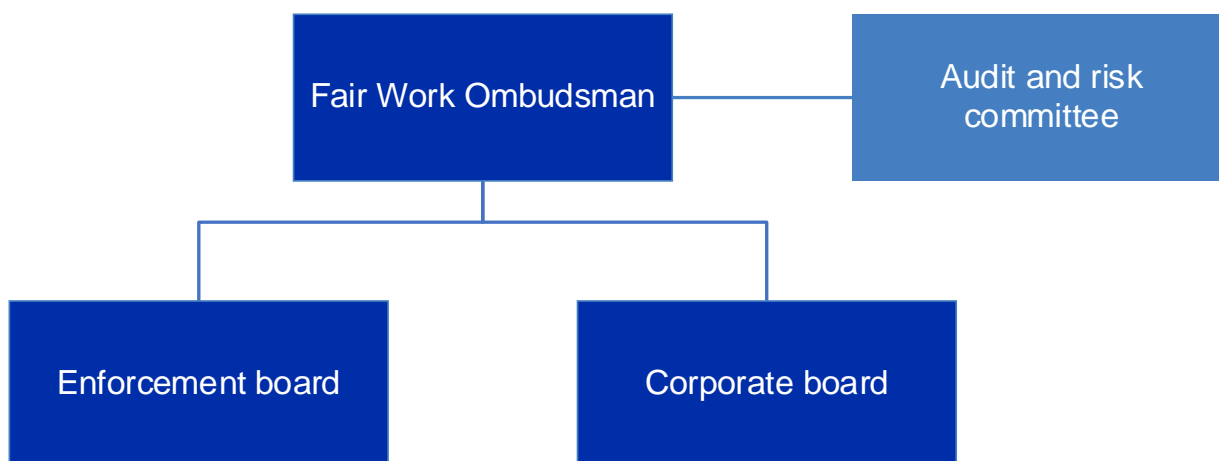 Fair Work Ombudsman
Audit and risk
committee
Enforcement board
Corporate board